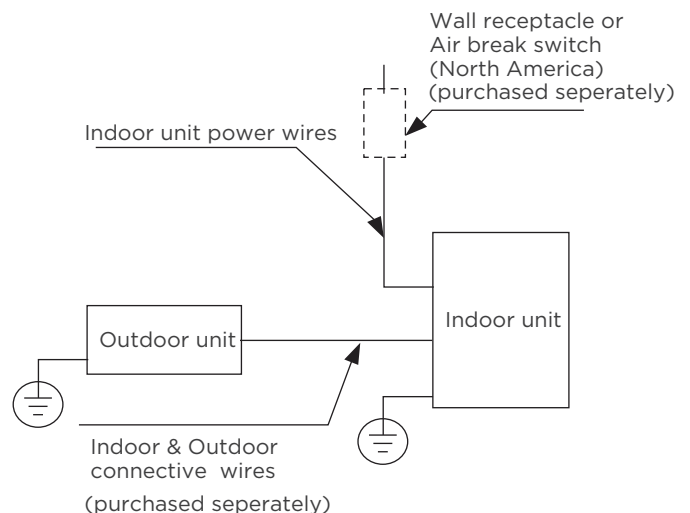 Wall receptacle or
Air break switch
(North America)
(purchased seperately)
Indoor unit power wires
Outdoor unit
Indoor unit
Indoor & Outdoor
connective wires
(purchased seperately)